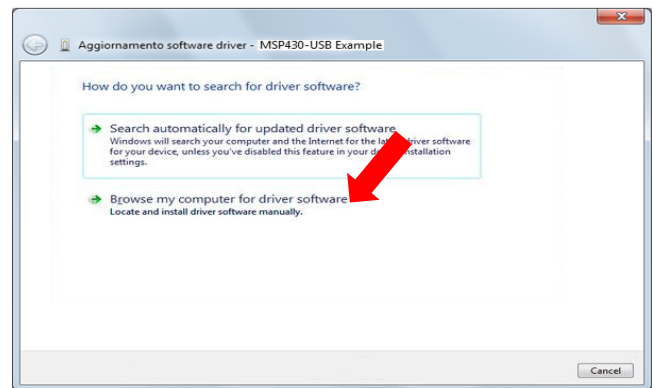 Aggiornamento software driver - MSP430-USB Example
How do you want to search for driver software?
Search automatically for updated driver software
Windows will search your computer and the Internet for the latest driver software
for your device, unless you've disabled this feature in your device installation
settings.
Browse my computer for driver software
Locate and install driver software manually.
Cancel